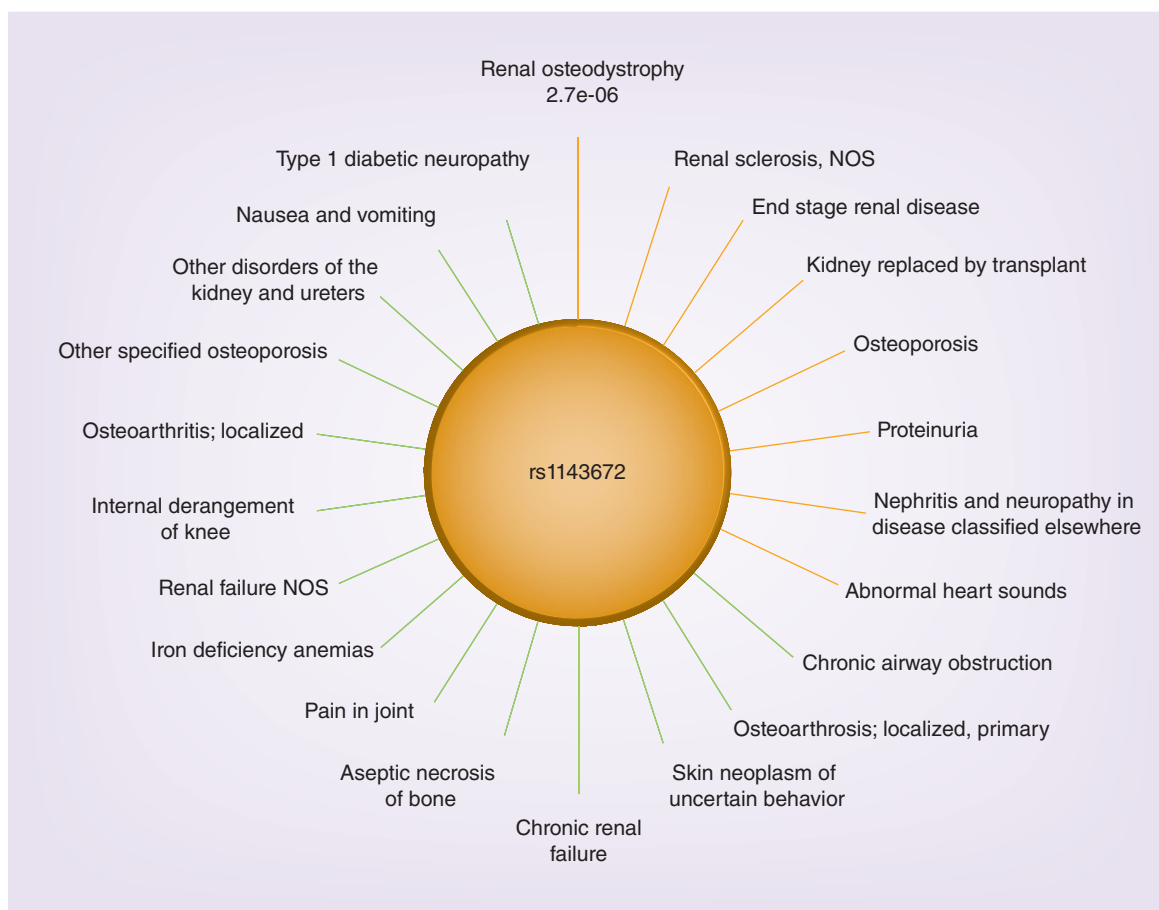 Renal osteodystrophy
2.7e-06
Renal sclerosis, NOS
End stage renal disease
Kidney replaced by transplant
Osteoporosis
Proteinuria
Nephritis and neuropathy in
disease classified elsewhere
Abnormal heart sounds
Chronic airway obstruction
Osteoarthrosis; localized, primary
Skin neoplasm of
uncertain behavior
Chronic renal
failure
Aseptic necrosis
of bone
Pain in joint
Iron deficiency anemias
Renal failure NOS
Internal derangement
of knee
Osteoarthritis; localized
Other specified osteoporosis
Other disorders of the
kidney and ureters
Nausea and vomiting
Type 1 diabetic neuropathy
rs1143672